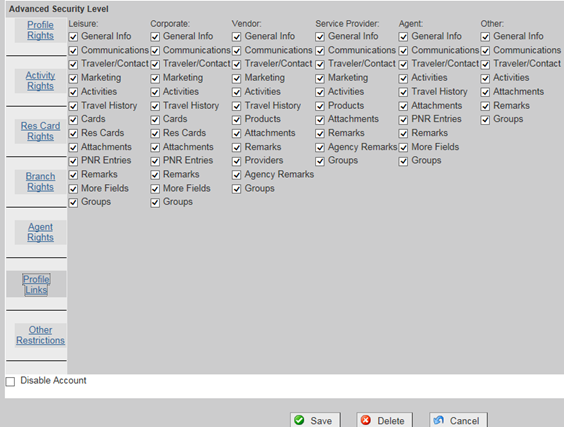 Advanced Security Level
Profile
Rights
Activity
Rights
Res Card
Rights
Branch
Rights
Agent
Rights
Profile
Links
Other
Restrictions
Leisure:
General Info
Communications
Traveler/Contact
Marketing
Activities
Travel History
Cards
Res Cards
Attachments
PNR Entries
Remarks
More Fields
Groups
Corporate:
General Info
Communications
Traveler/Contact
Marketing
Activities
Travel History
Cards
Res Cards
Attachments
PNR Entries
Remarks
More Fields
Groups
Vendor:
General Info
Communications
Traveler/Contact
Marketing
Activities
Travel History
Products
Attachments
Remarks
Providers
Agency Remarks
Groups
Service Provider:
General Info
Communications
Traveler/Contact
Marketing
Activities
Products
Attachments
Remarks
Agency Remarks
Groups
Agent:
General Info
Communications
Traveler/Contact
Activities
Travel History
Attachments
PNR Entries
Remarks
More Fields
Groups
Other:
General Info
Communications
Traveler/Contact
Activities
Attachments
Remarks
Groups
Disable Account
Save
Delete
Cancel